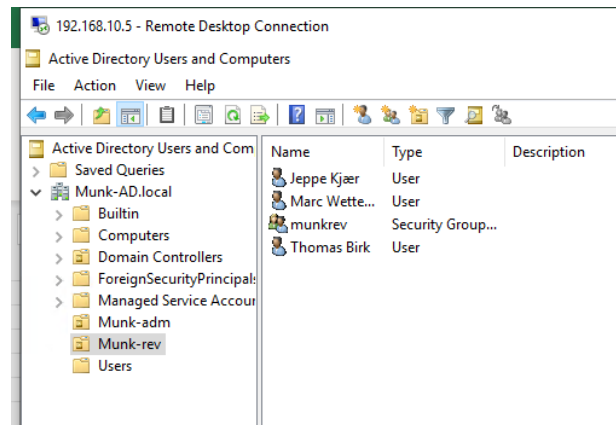 192.168.10.5 - Remote Desktop Connection
Active Directory Users and Computers
File Action View Help
Active Directory Users and Com
Saved Queries
Munk-AD.local
Builtin
Computers
Domain Controllers
ForeignSecurityPrincipals
Managed Service Accour
Munk-adm
Munk-rev
Users
Name Type Description
Jeppe Kjær User
Marc Wette... User
munkrev Security Group...
Thomas Birk User